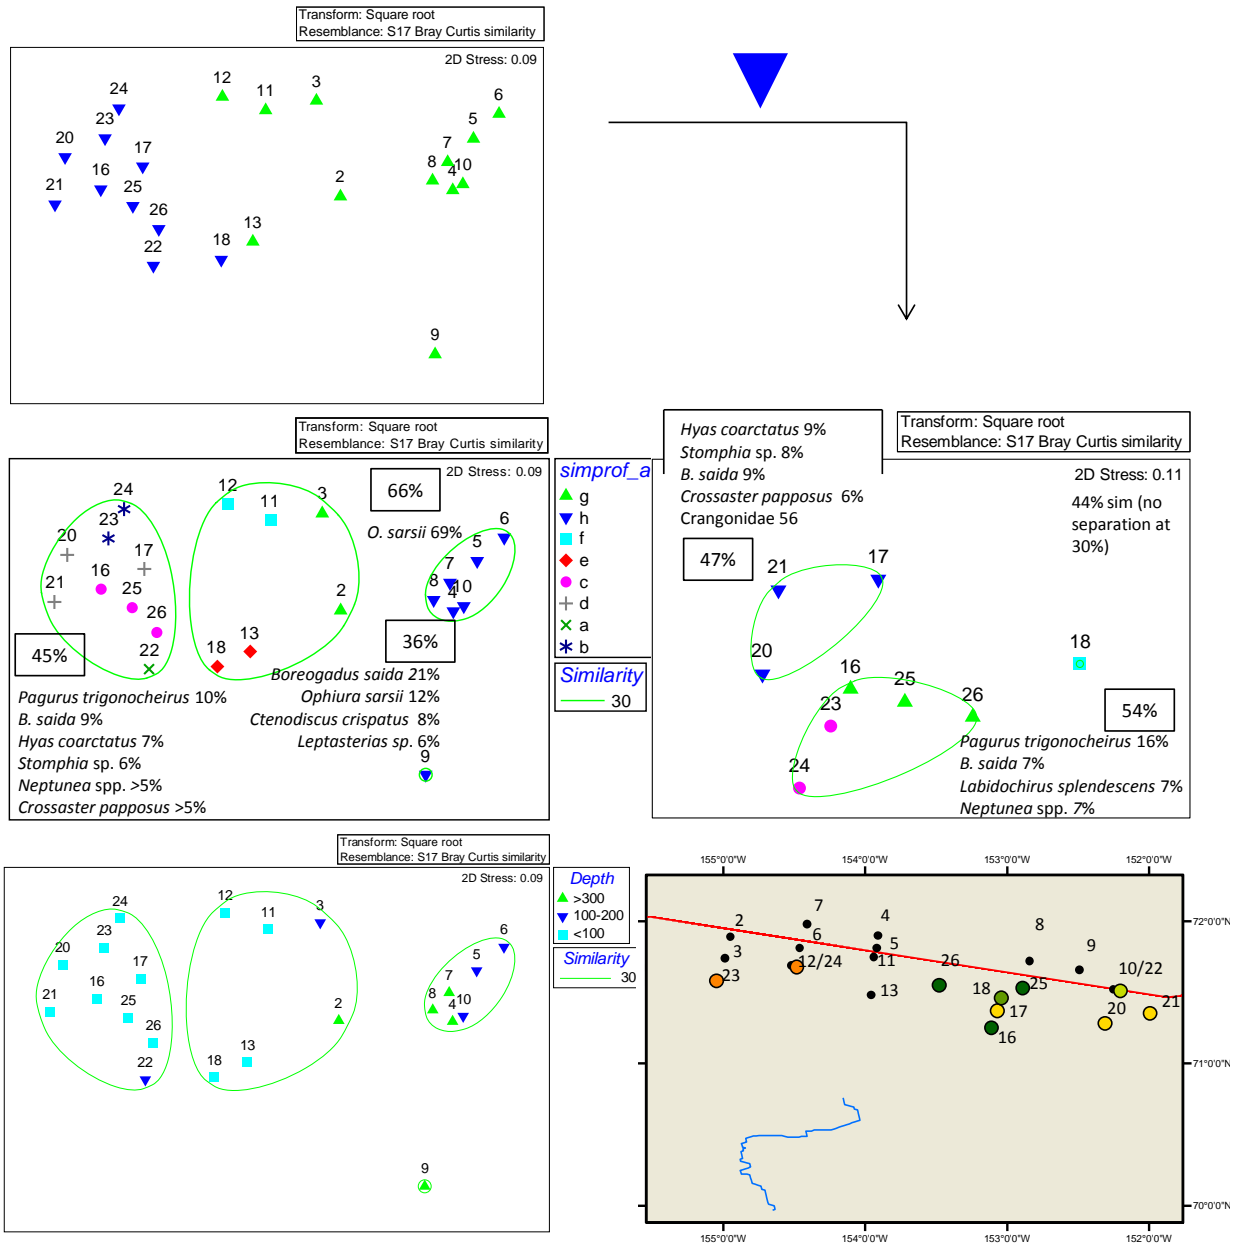 Transform: Square root
Resemblance: S17 Bray Curtis similarity
2D Stress: 0.09
24
12
11
3
6
23
5
20
17
7
16
8
4
10
21
25
2
26
13
22
18
9
Transform: Square root
Resemblance: S17 Bray Curtis similarity
2D Stress: 0.09
66%
O. sarsii 69%
24
12
11
3
6
23
5
20
17
7
16
8
4
10
21
25
2
26
18
13
22
45%
36%
Pagurus trigonocheirus 10%
B. saida 9%
Hyas coarctatus 7%
Stomphia sp. 6%
Neptunea spp. >5%
Crossaster papposus >5%
Boreogadus saida 21%
Ophiura sarsii 12%
Ctenodiscus crispatus 8%
Leptasterias sp. 6%
9
simprof_a
g
h
f
e
c
d
a
b
Similarity
30
Hyas coarctatus 9%
Stomphia sp. 8%
B. saida 9%
Crossaster papposus 6%
Crangonidae 56
Transform: Square root
Resemblance: S17 Bray Curtis similarity
2D Stress: 0.11
44% sim (no
separation at
30%)
47%
21
17
18
20
16
25
23
26
24
54%
Pagurus trigonocheirus 16%
B. saida 7%
Labidochirus splendescens 7%
Neptunea spp. 7%
Transform: Square root
Resemblance: S17 Bray Curtis similarity
2D Stress: 0.09
24
12
11
3
6
23
5
20
17
7
16
8
4
10
21
25
2
26
18
13
22
9
Depth
>300
100-200
<100
Similarity
30
155°0'0"W
154°0'0"W
153°0'0"W
152°0'0"W
72°0'0"N
71°0'0"N
70°0'0"N
2
7
4
8
6
5
9
3
12/24
11
26
10/22
23
13
18
25
17
20
21
16
155°0'0"W
154°0'0"W
153°0'0"W
152°0'0"W